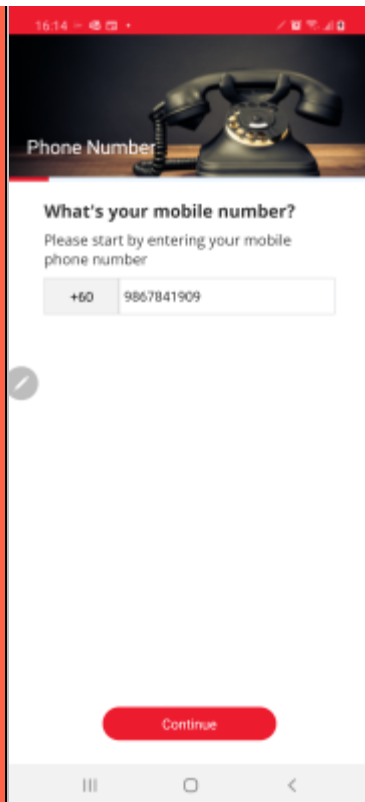 16:14
Phone Number
What's your mobile number?
Please start by entering your mobile
phone number
+60 9867841909
Continue